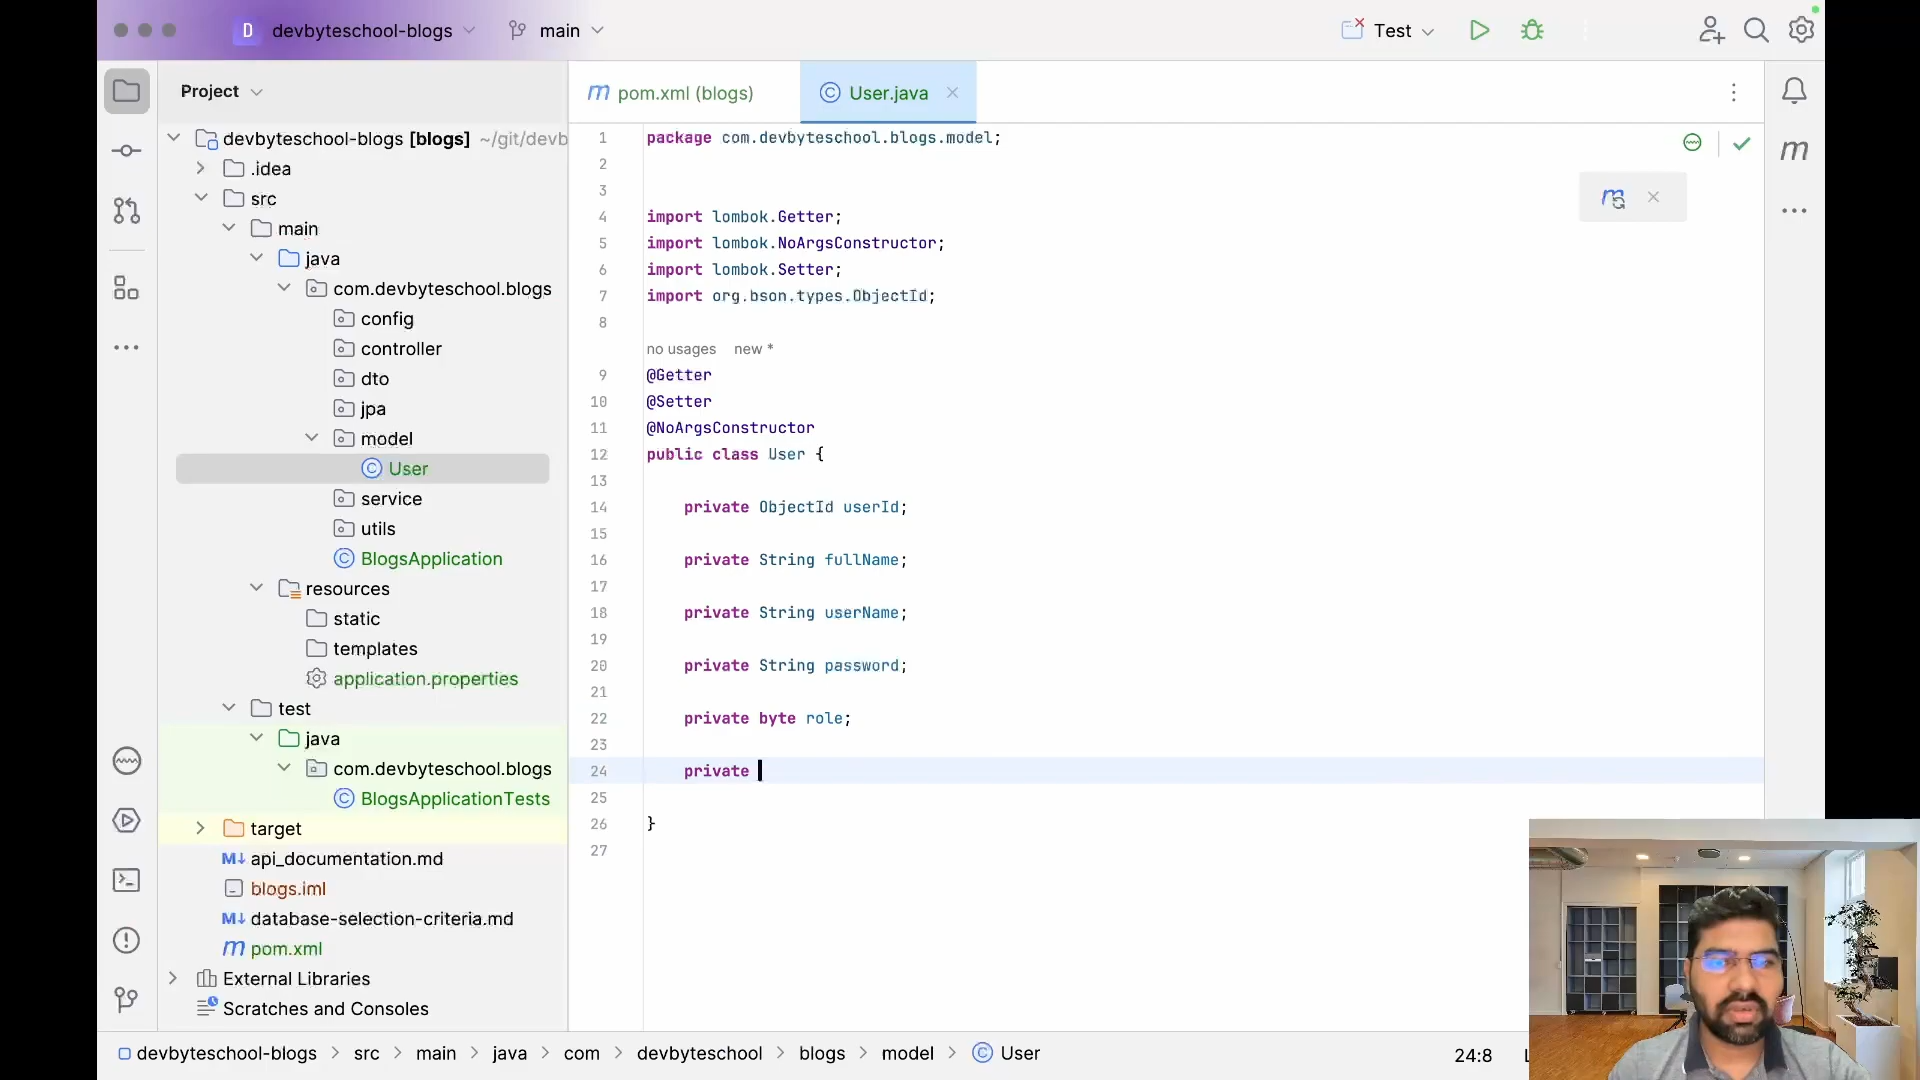 D devbyteschool-blogs main Test
Project
devbyteschool-blogs [blogs] ~/git/devb
.idea
src
main
java
com.devbyteschool.blogs
config
controller
dto
jpa
model
User
service
utils
BlogsApplication
resources
static
templates
application.properties
test
java
com.devbyteschool.blogs
BlogsApplicationTests
target
M↓ api_documentation.md
blogs.iml
M↓ database-selection-criteria.md
m pom.xml
External Libraries
Scratches and Consoles
m pom.xml (blogs) C User.java
1 package com.devbyteschool.blogs.model;
2
3
4 import lombok.Getter;
5 import lombok.NoArgsConstructor;
6 import lombok.Setter;
7 import org.bson.types.ObjectId;
8
no usages new *
9 @Getter
10 @Setter
11 @NoArgsConstructor
12 public class User {
13
14 private ObjectId userId;
15
16 private String fullName;
17
18 private String userName;
19
20 private String password;
21
22 private byte role;
23
24 private
25
26 }
27
m
m
devbyteschool-blogs > src > main > java > com > devbyteschool > blogs > model > C User
24:8